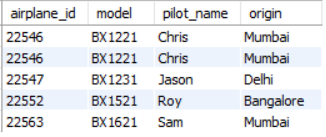 airplane_id model pilot_name origin
22546 BX1221 Chris Mumbai
22546 BX1221 Chris Mumbai
22547 BX1231 Jason Delhi
22552 BX1521 Roy Bangalore
22563 BX1621 Sam Mumbai